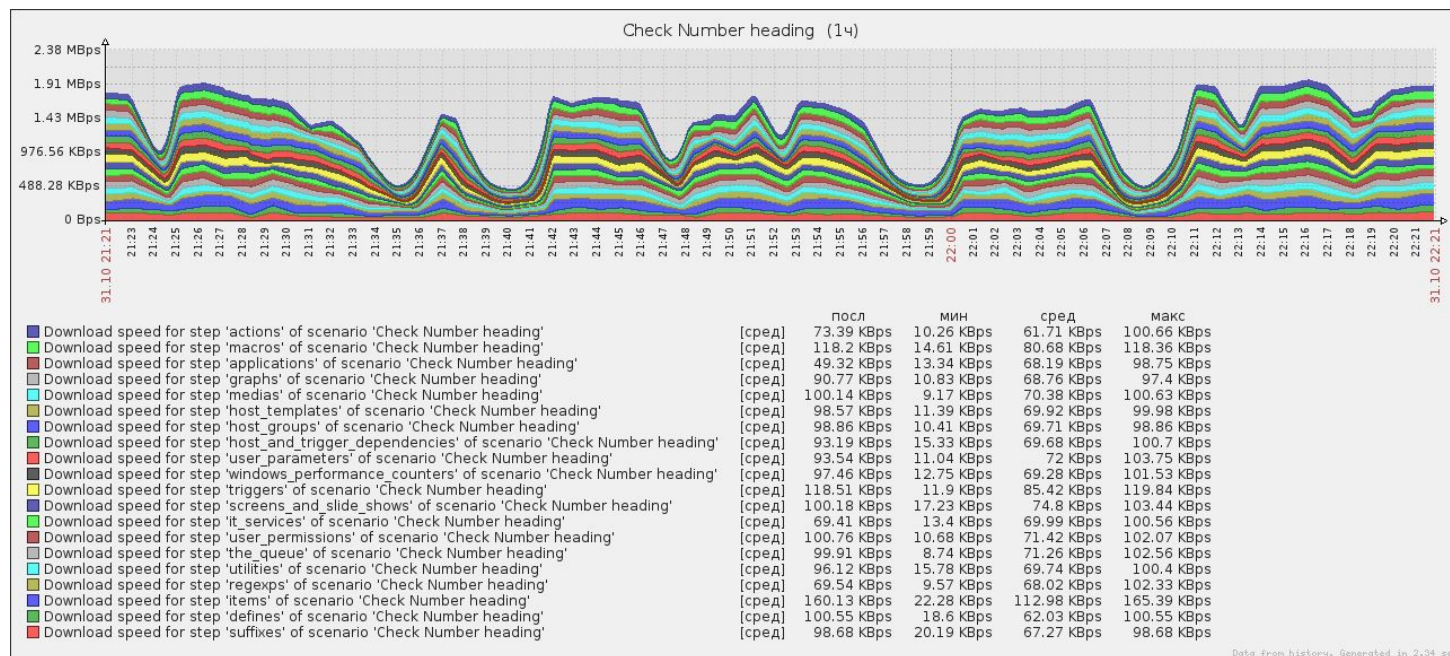 Check Number heading (1ч)
2.38 MBps
1.91 MBps
1.43 MBps
976.56 KBps
488.28 KBps
0 Bps
31.10 21:21 21:23 21:24 21:25 21:26 21:27 21:28 21:29 21:30 21:31 21:32 21:33 21:34 21:35 21:36 21:37 21:38 21:39 21:40 21:41 21:42 21:43 21:44 21:45 21:46 21:47 21:48 21:49 21:50 21:51 21:52 21:53 21:54 21:55 21:56 21:57 21:58 21:59 22:00 22:01 22:02 22:03 22:04 22:05 22:06 22:07 22:08 22:09 22:10 22:11 22:12 22:13 22:14 22:15 22:16 22:17 22:18 22:19 22:20 22:21 31.10 22:21
посл мин сред макс
Download speed for step 'actions' of scenario 'Check Number heading' [сред] 73.39 KBps 10.26 KBps 61.71 KBps 100.66 KBps
Download speed for step 'macros' of scenario 'Check Number heading' [сред] 118.2 KBps 14.61 KBps 80.68 KBps 118.36 KBps
Download speed for step 'applications' of scenario 'Check Number heading' [сред] 49.32 KBps 13.34 KBps 68.19 KBps 98.75 KBps
Download speed for step 'graphs' of scenario 'Check Number heading' [сред] 90.77 KBps 10.83 KBps 68.76 KBps 97.4 KBps
Download speed for step 'medias' of scenario 'Check Number heading' [сред] 100.14 KBps 9.17 KBps 70.38 KBps 100.63 KBps
Download speed for step 'host_templates' of scenario 'Check Number heading' [сред] 98.57 KBps 11.39 KBps 69.92 KBps 99.98 KBps
Download speed for step 'host_groups' of scenario 'Check Number heading' [сред] 98.86 KBps 10.41 KBps 69.71 KBps 98.86 KBps
Download speed for step 'host_and_trigger_dependencies' of scenario 'Check Number heading' [сред] 93.19 KBps 15.33 KBps 69.68 KBps 100.7 KBps
Download speed for step 'user_parameters' of scenario 'Check Number heading' [сред] 93.54 KBps 11.04 KBps 72 KBps 103.75 KBps
Download speed for step 'windows_performance_counters' of scenario 'Check Number heading' [сред] 97.46 KBps 12.75 KBps 69.28 KBps 101.53 KBps
Download speed for step 'triggers' of scenario 'Check Number heading' [сред] 118.51 KBps 11.9 KBps 85.42 KBps 119.84 KBps
Download speed for step 'screens_and_slide_shows' of scenario 'Check Number heading' [сред] 100.18 KBps 17.23 KBps 74.8 KBps 103.44 KBps
Download speed for step 'it_services' of scenario 'Check Number heading' [сред] 69.41 KBps 13.4 KBps 69.99 KBps 100.56 KBps
Download speed for step 'user_permissions' of scenario 'Check Number heading' [сред] 100.76 KBps 10.68 KBps 71.42 KBps 102.07 KBps
Download speed for step 'the_queue' of scenario 'Check Number heading' [сред] 99.91 KBps 8.74 KBps 71.26 KBps 102.56 KBps
Download speed for step 'utilities' of scenario 'Check Number heading' [сред] 96.12 KBps 15.78 KBps 69.74 KBps 100.4 KBps
Download speed for step 'regexps' of scenario 'Check Number heading' [сред] 69.54 KBps 9.57 KBps 68.02 KBps 102.33 KBps
Download speed for step 'items' of scenario 'Check Number heading' [сред] 160.13 KBps 22.28 KBps 112.98 KBps 165.39 KBps
Download speed for step 'defines' of scenario 'Check Number heading' [сред] 100.55 KBps 18.6 KBps 62.03 KBps 100.55 KBps
Download speed for step 'suffixes' of scenario 'Check Number heading' [сред] 98.68 KBps 20.19 KBps 67.27 KBps 98.68 KBps
Data from history. Generated in 2.34 se